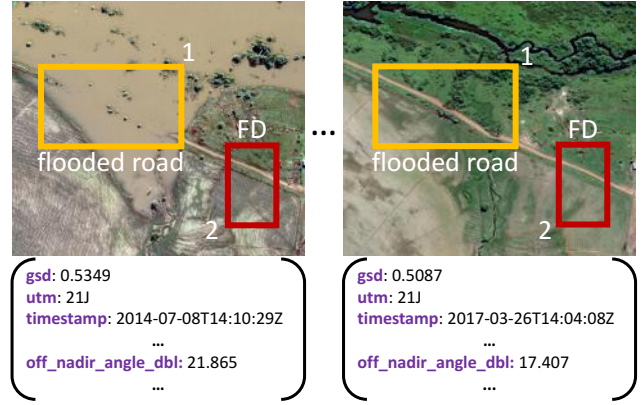 1
FD
flooded road
2
...
1
FD
flooded road
2
gsd: 0.5349
utm: 21J
timestamp: 2014-07-08T14:10:29Z
...
off_nadir_angle_dbl: 21.865
...
gsd: 0.5087
utm: 21J
timestamp: 2017-03-26T14:04:08Z
...
off_nadir_angle_dbl: 17.407
...